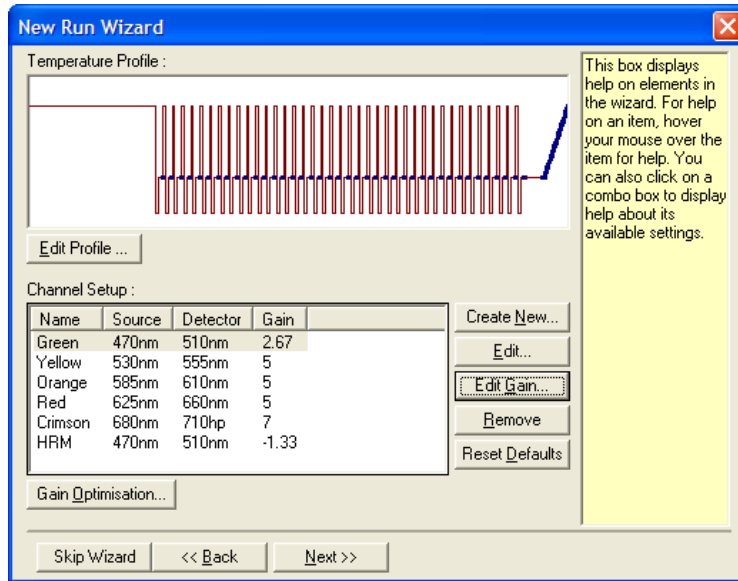 New Run Wizard
Temperature Profile :
Edit Profile ...
Channel Setup :
Name Source Detector Gain
Green 470nm 510nm 2.67
Yellow 530nm 555nm 5
Orange 585nm 610nm 5
Red 625nm 660nm 5
Crimson 680nm 710hp 7
HRM 470nm 510nm -1.33
Create New...
Edit...
Edit Gain...
Remove
Reset Defaults
Gain Optimisation...
Skip Wizard
<< Back
Next >>
This box displays
help on elements in
the wizard. For help
on an item, hover
your mouse over the
item for help. You
can also click on a
combo box to display
help about its
available settings.